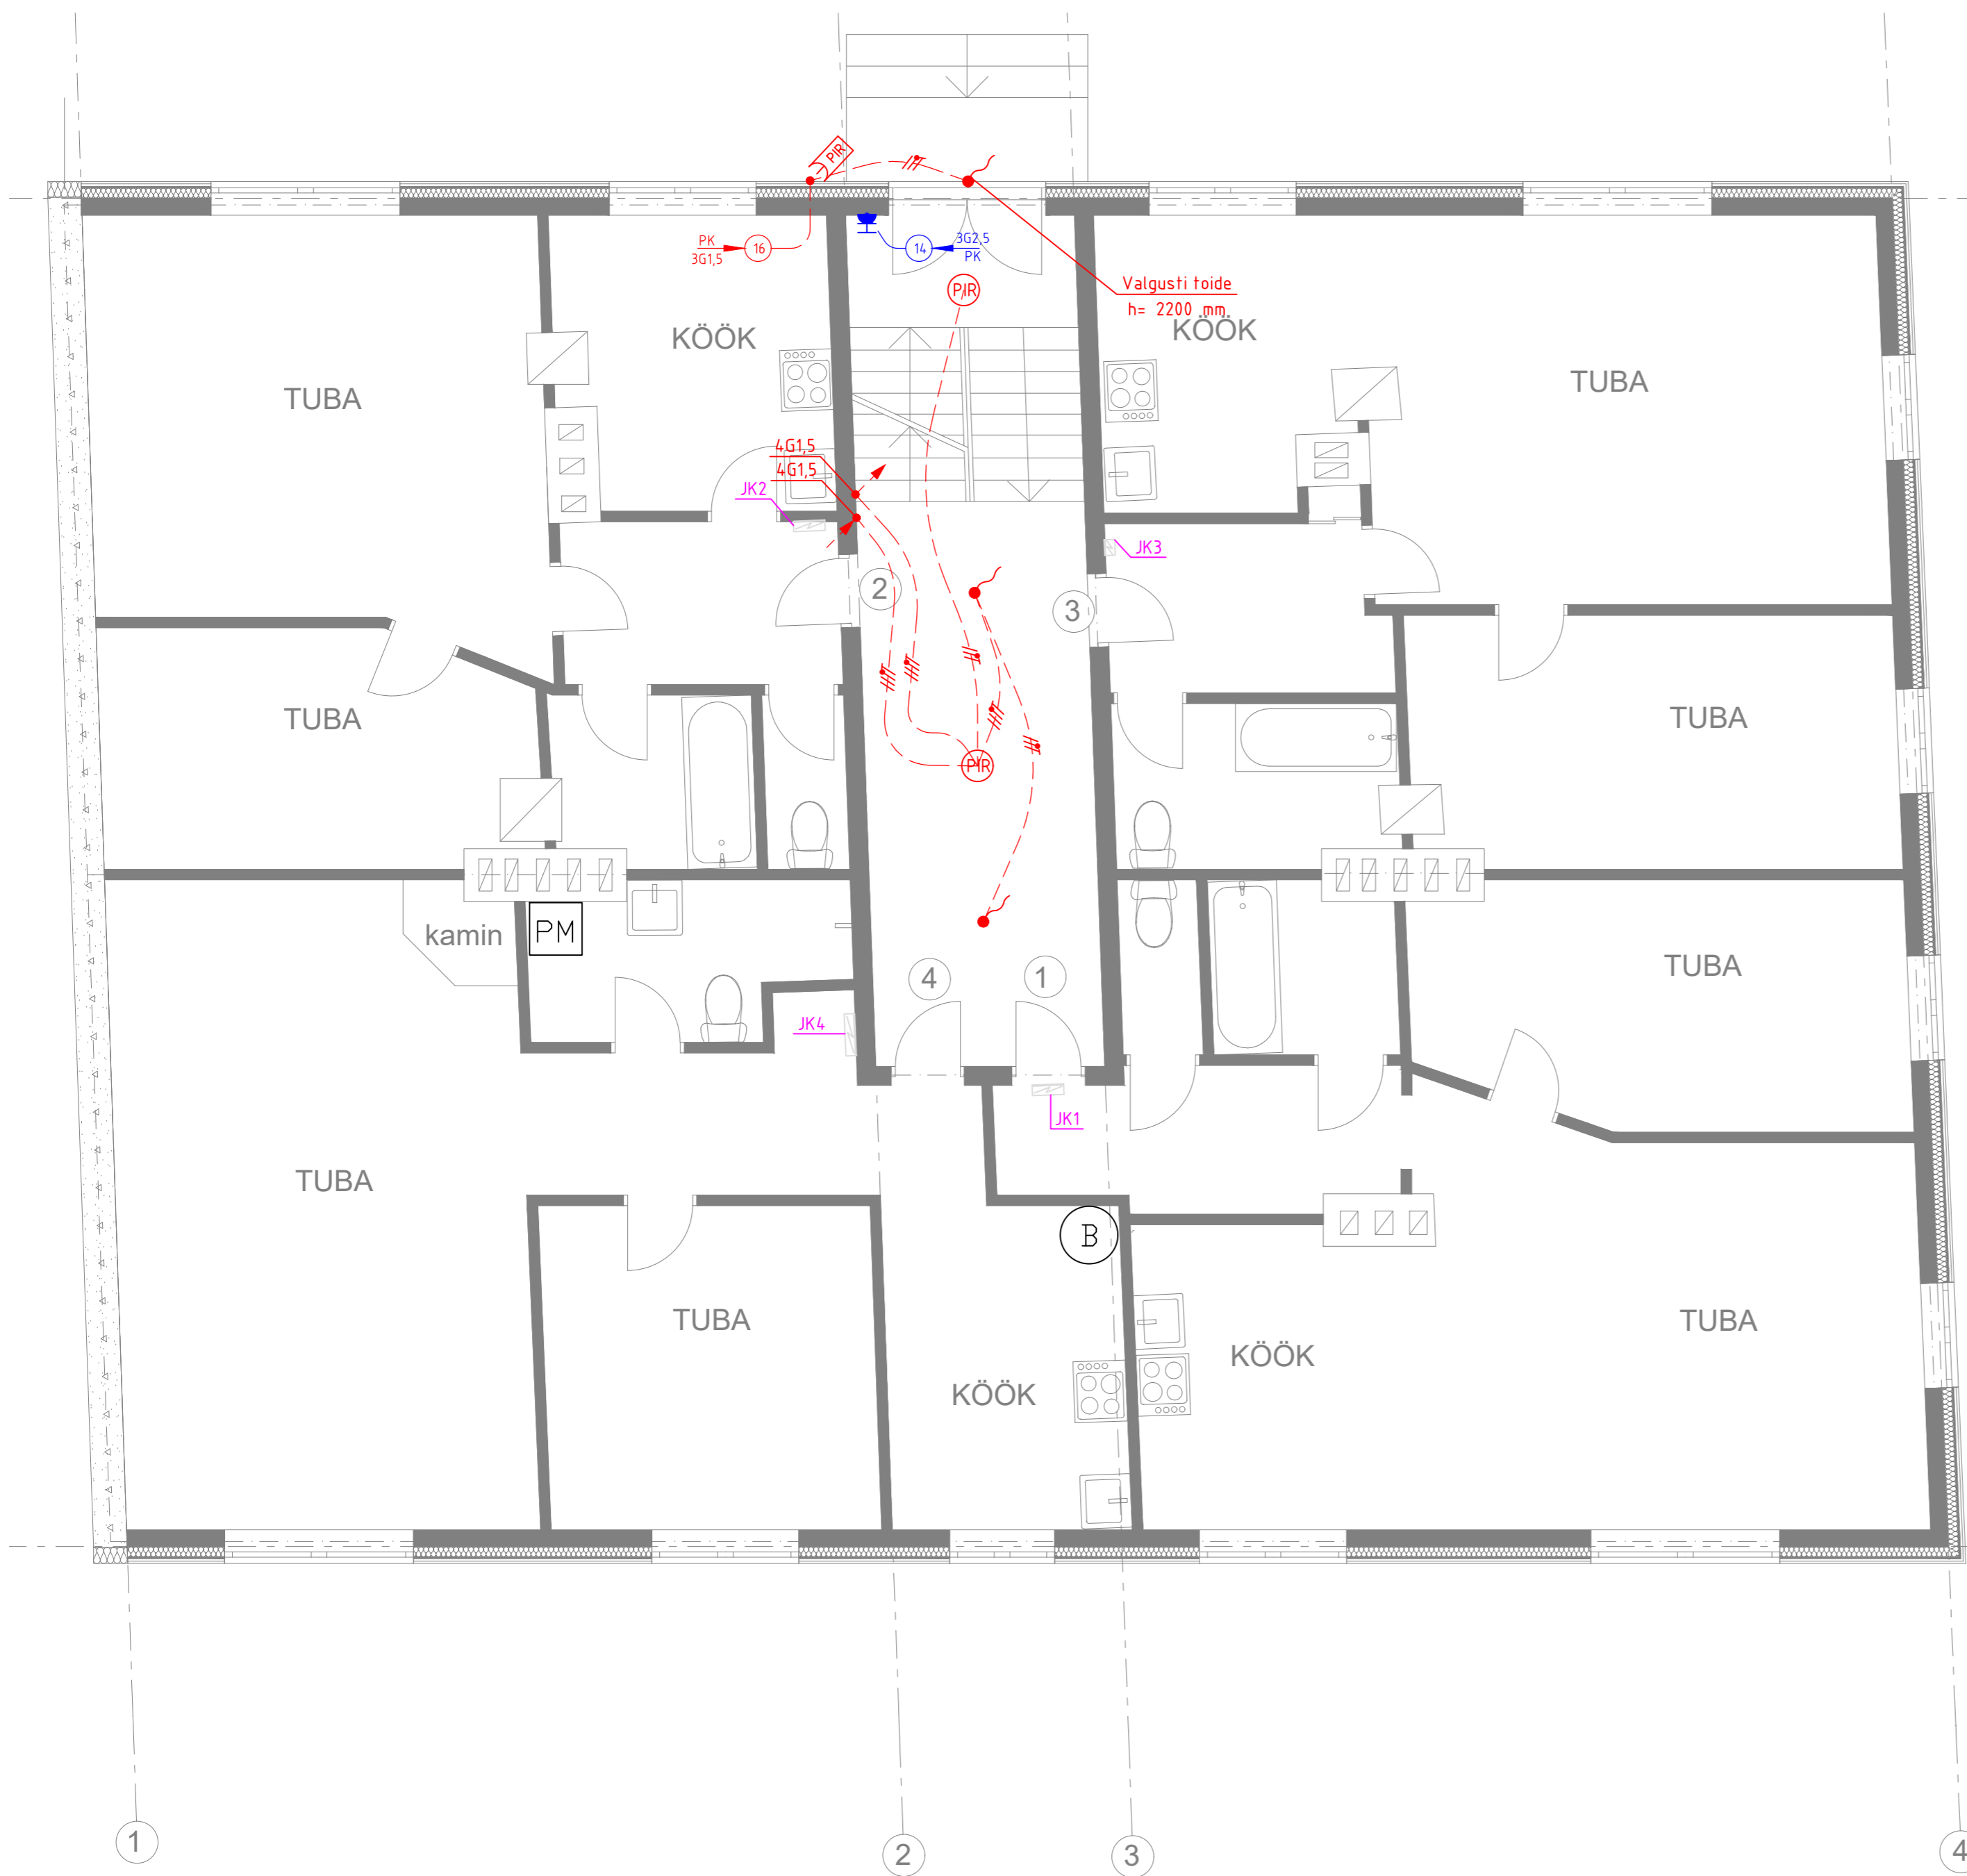 PIR
PK
3G1,5
16
14
3G2,5
PK
PIR
Valgusti toide
h= 2200 mm
KÖÖK
KÖÖK
TUBA
TUBA
4G1,5
4G1,5
JK2
JK3
2
3
TUBA
TUBA
PIR
kamin
PM
TUBA
4
1
JK4
JK1
TUBA
B
TUBA
TUBA
KÖÖK
KÖÖK
1
2
3
4